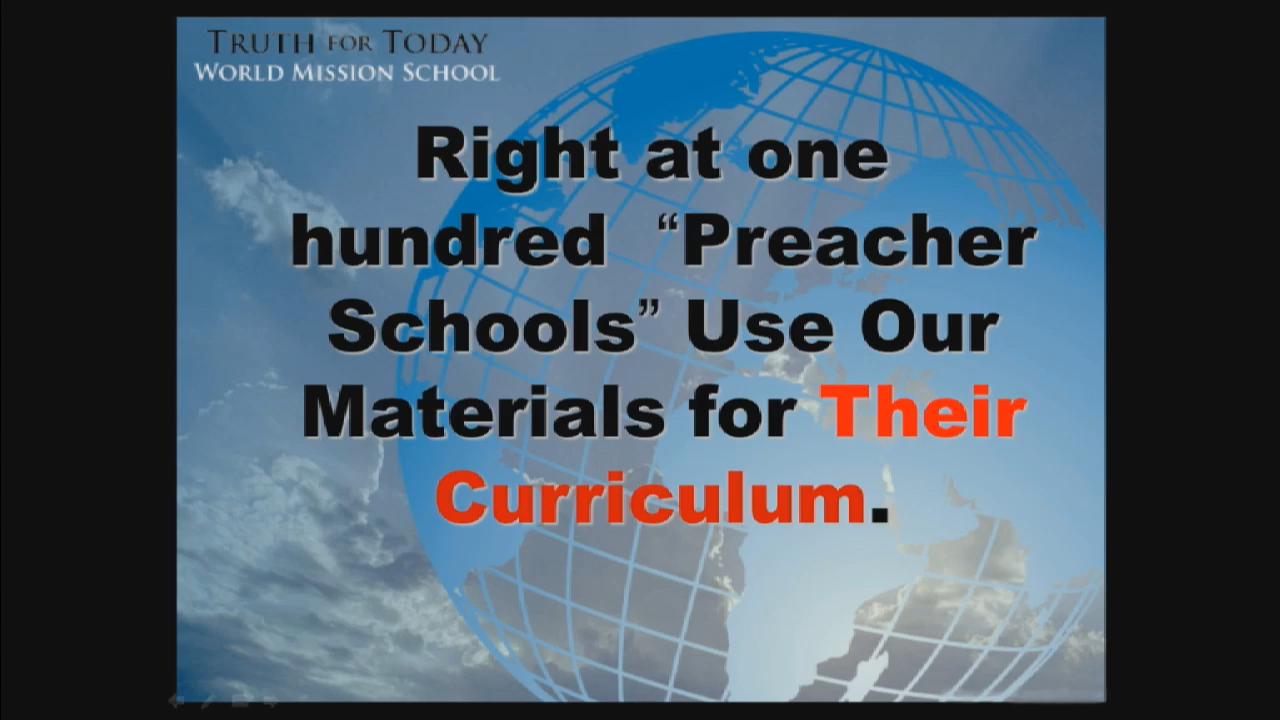 TRUTH FOR TODAY
WORLD MISSION SCHOOL
Right at one
hundred “Preacher
Schools” Use Our
Materials for Their
Curriculum.